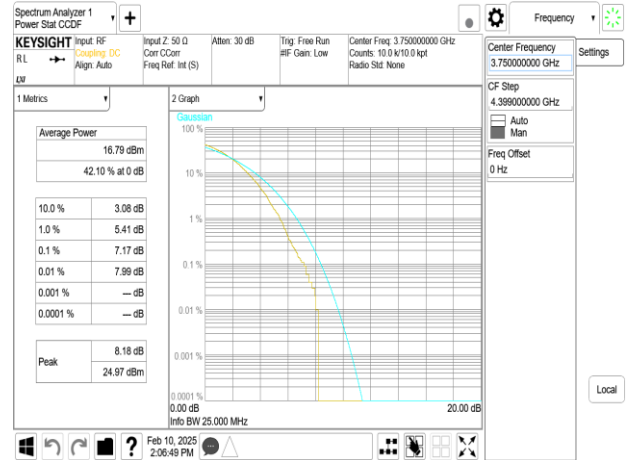 Spectrum Analyzer 1
Power Stat CCDF
+
Frequency
KEYSIGHT
RL
LXI
Input: RF
Coupling: DC
Align: Auto
Input Z: 50 Ω
Corr CCorr
Freq Ref: Int (S)
Atten: 30 dB
Trig: Free Run
#IF Gain: Low
Center Freq: 3.750000000 GHz
Counts: 10.0 k/10.0 kpt
Radio Std: None
Center Frequency
3.750000000 GHz
Settings
CF Step
4.399000000 GHz
Auto
Man
Freq Offset
0 Hz
1 Metrics
Average Power
16.79 dBm
42.10 % at 0 dB
10.0 % 3.08 dB
1.0 % 5.41 dB
0.1 % 7.17 dB
0.01 % 7.99 dB
0.001 % --- dB
0.0001 % --- dB
Peak
8.18 dB
24.97 dBm
2 Graph
Gaussian
100 %
10 %
1 %
0.1 %
0.01 %
0.001 %
0.0001 %
0.00 dB 20.00 dB
Info BW 25.000 MHz
Local
?
Feb 10, 2025
2:06:49 PM